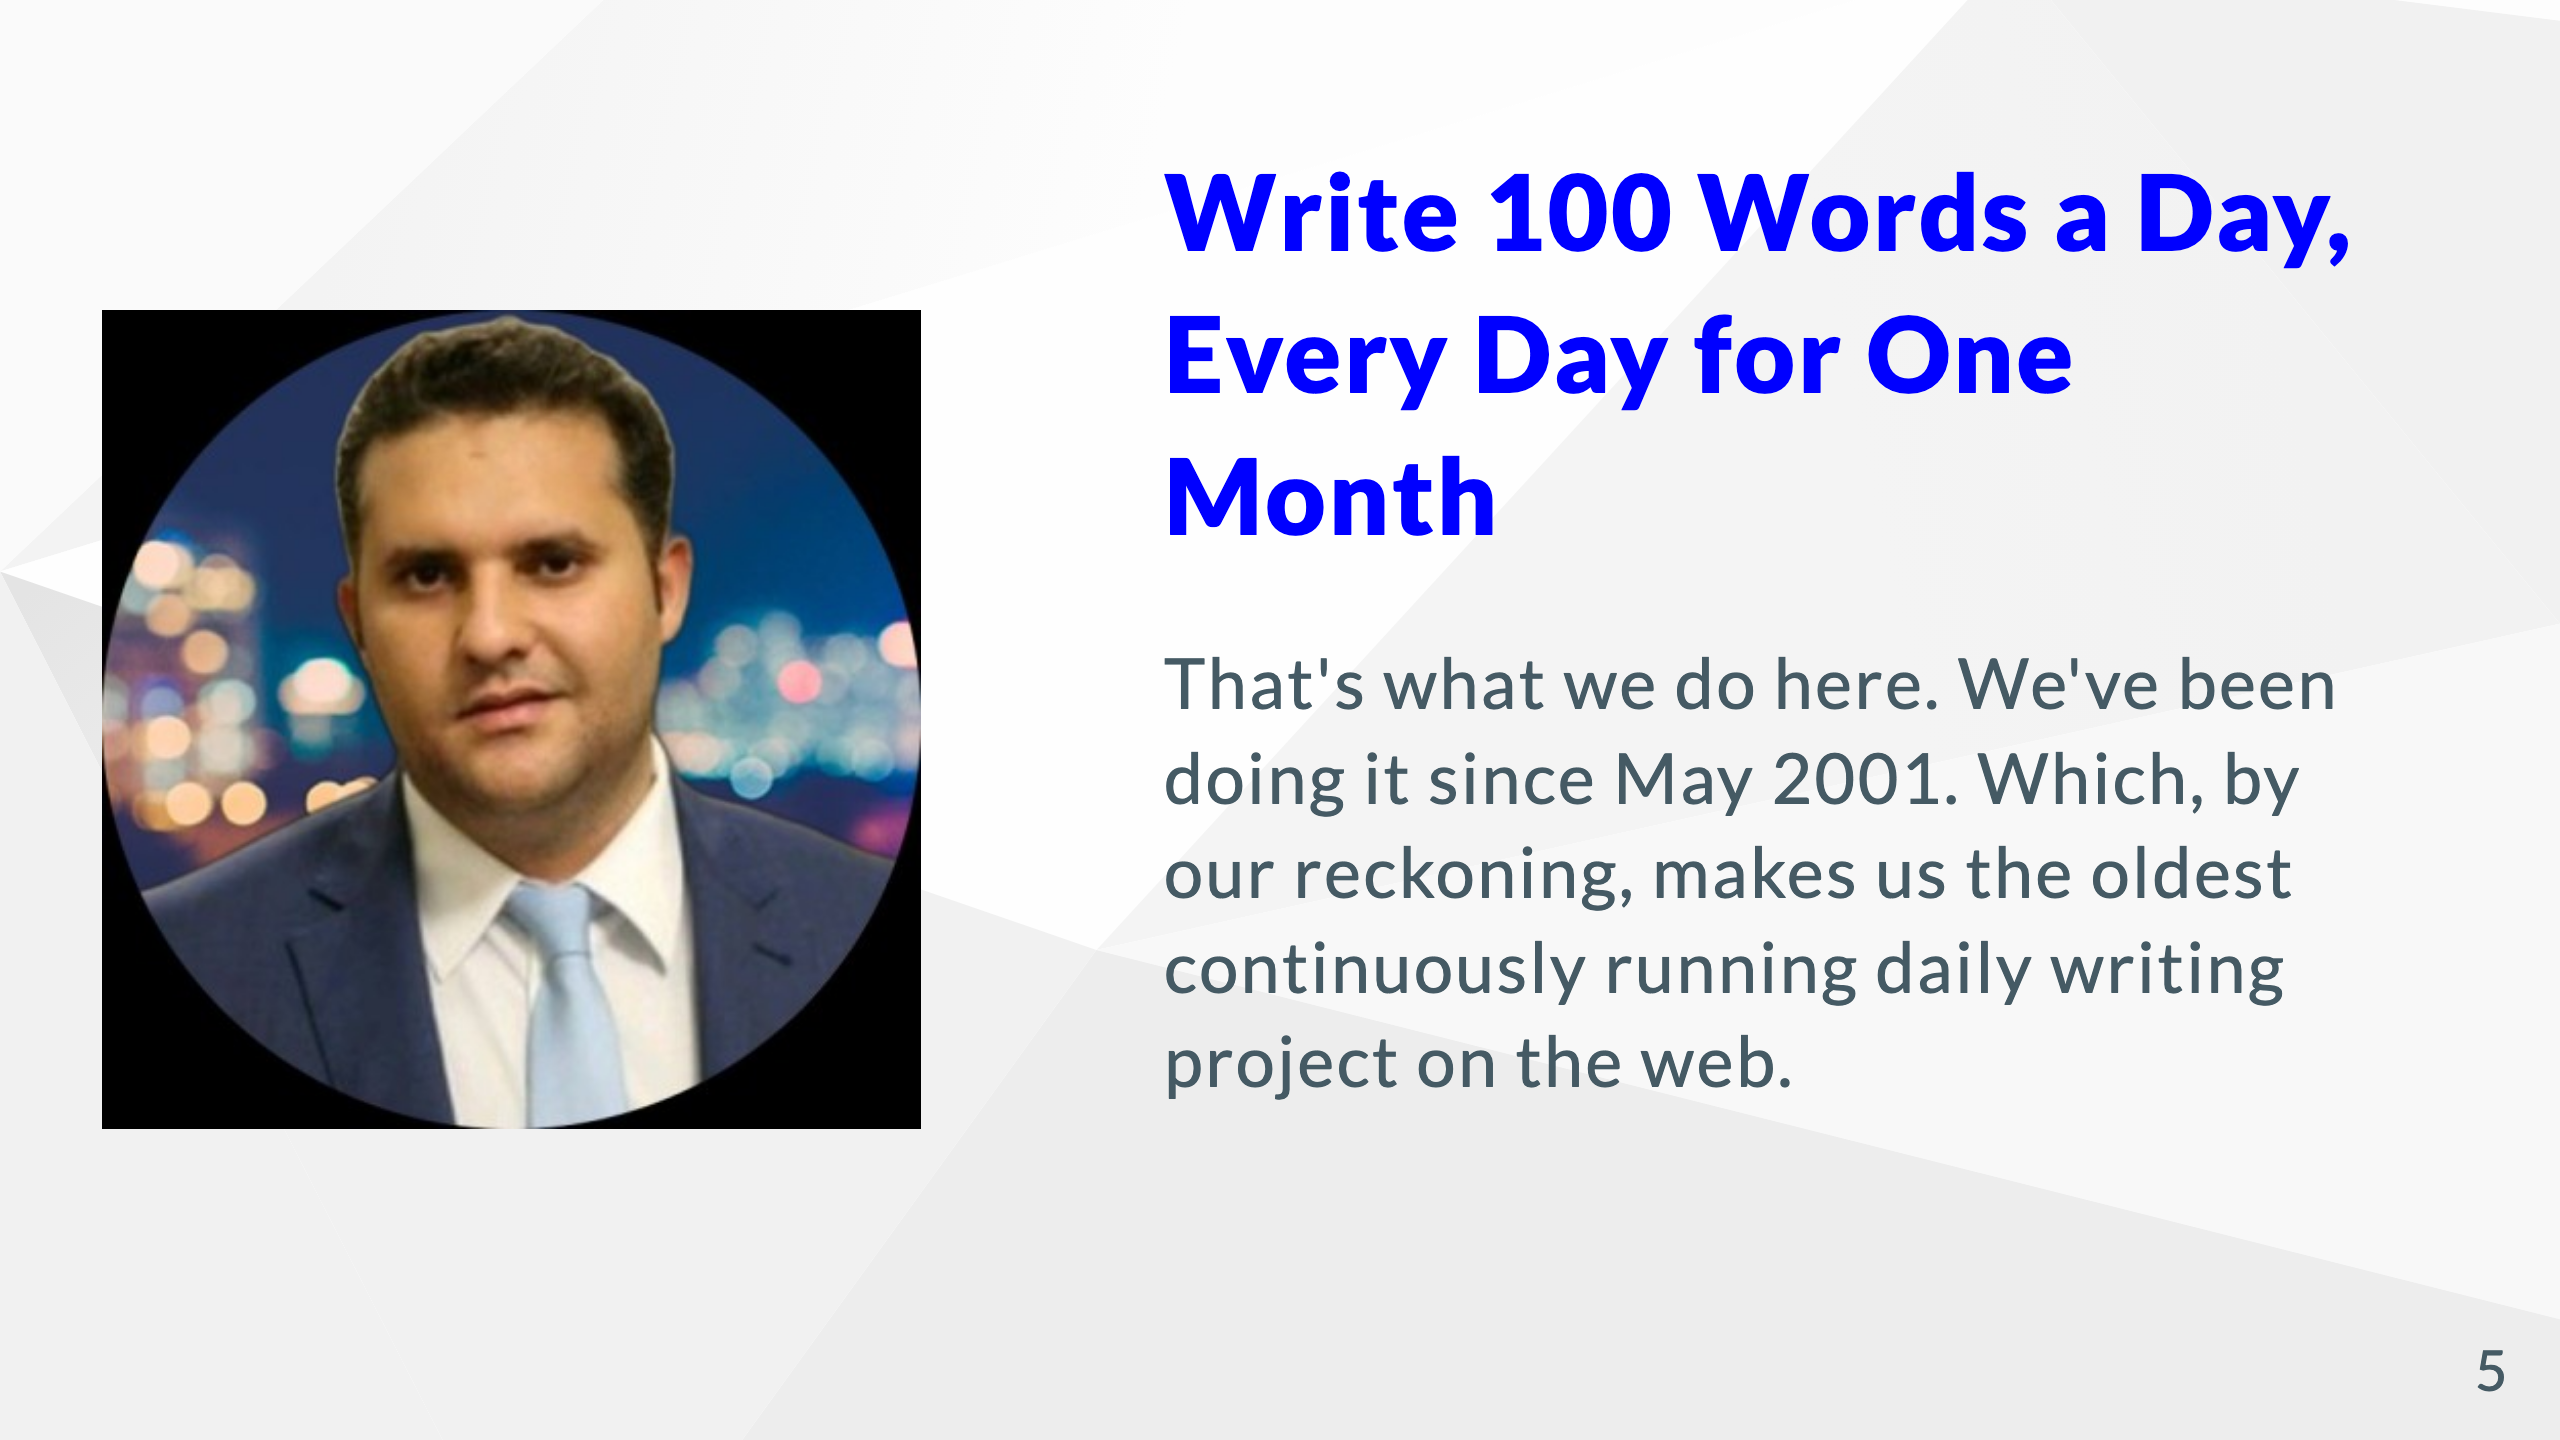 Write 100 Words a Day,
Every Day for One
Month
That's what we do here. We've been
doing it since May 2001. Which, by
our reckoning, makes us the oldest
continuously running daily writing
project on the web.
5